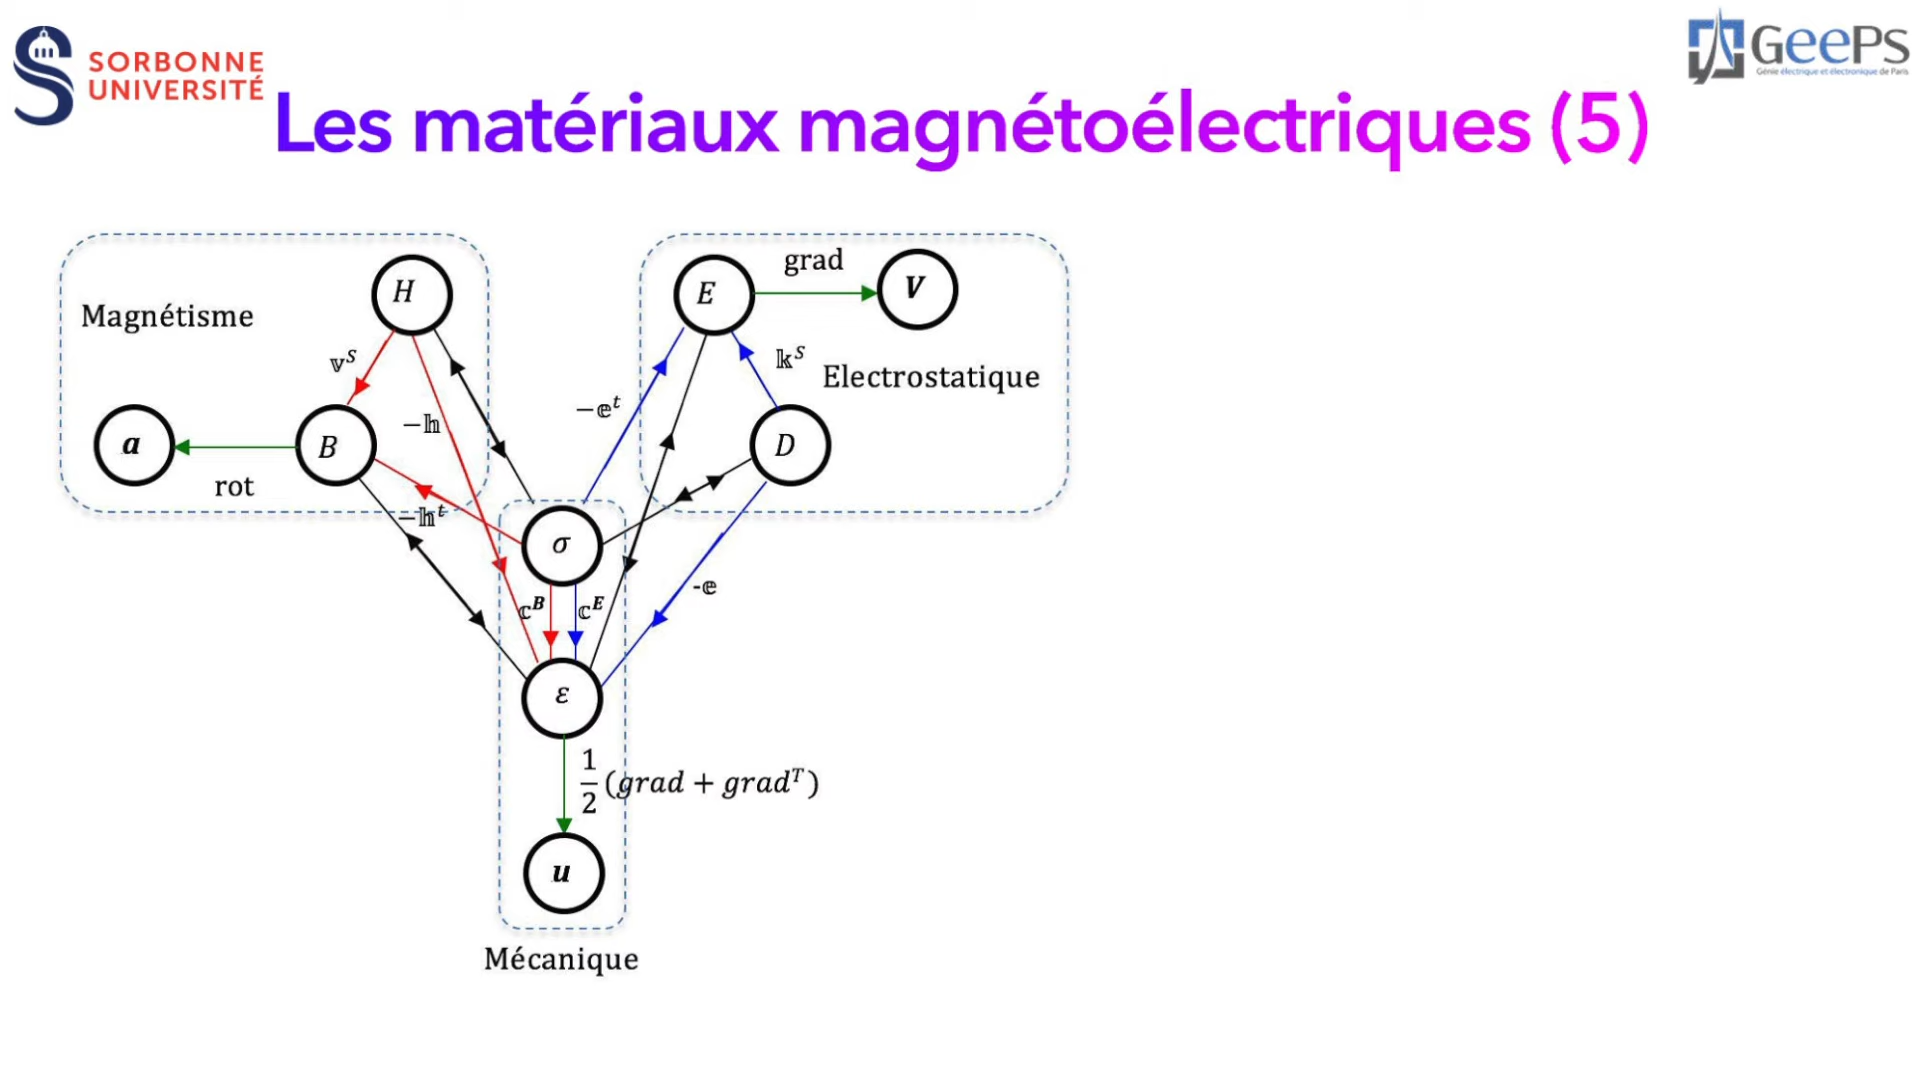 SORBONNE
UNIVERSITÉ
GeePs
Génie électrique et électronique de Paris
Les matériaux magnétoélectriques (5)
Magnétisme
H
𝕧^S
−𝕙
a
rot
B
−𝕙^t
E
grad
V
𝕜^S
Electrostatique
−𝕖^t
D
σ
-𝕖
𝕔^B
𝕔^E
ε
1/2 (grad + grad^T)
u
Mécanique